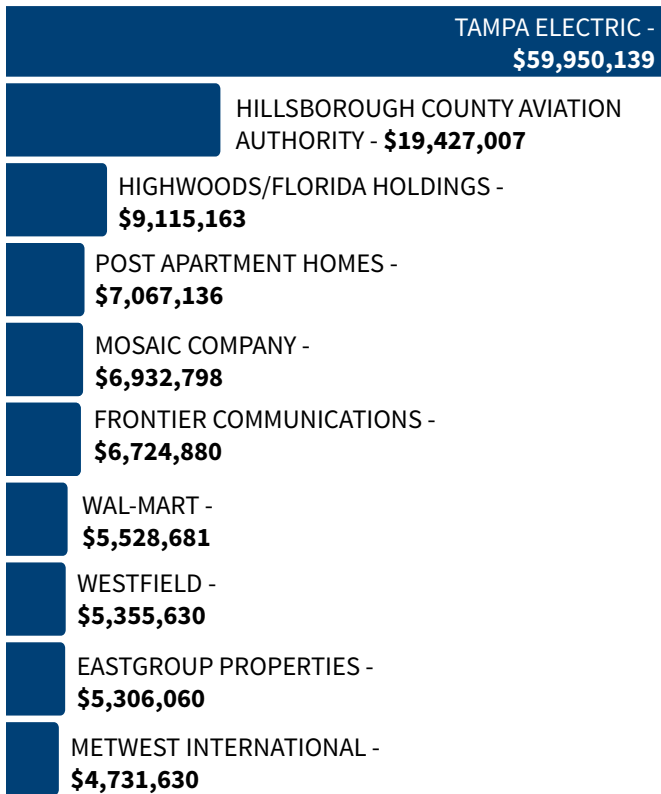 TAMPA ELECTRIC -
$59,950,139
HILLSBOROUGH COUNTY AVIATION
AUTHORITY - $19,427,007
HIGHWOODS/FLORIDA HOLDINGS -
$9,115,163
POST APARTMENT HOMES -
$7,067,136
MOSAIC COMPANY -
$6,932,798
FRONTIER COMMUNICATIONS -
$6,724,880
WAL-MART -
$5,528,681
WESTFIELD -
$5,355,630
EASTGROUP PROPERTIES -
$5,306,060
METWEST INTERNATIONAL -
$4,731,630